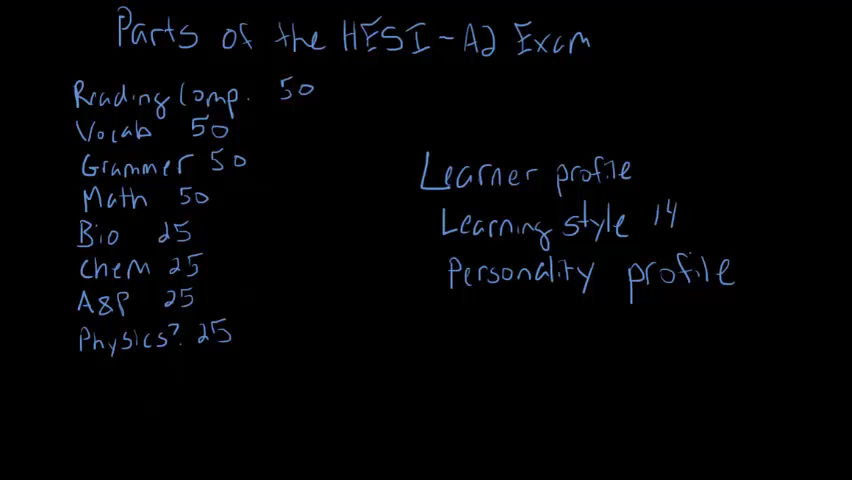 Parts of the HESI-A2 Exam
Reading Comp. 50
Vocab 50
Grammer 50
Math 50
Bio 25
Chem 25
A&P 25
Physics? 25
Learner profile
Learning style 14
Personality profile